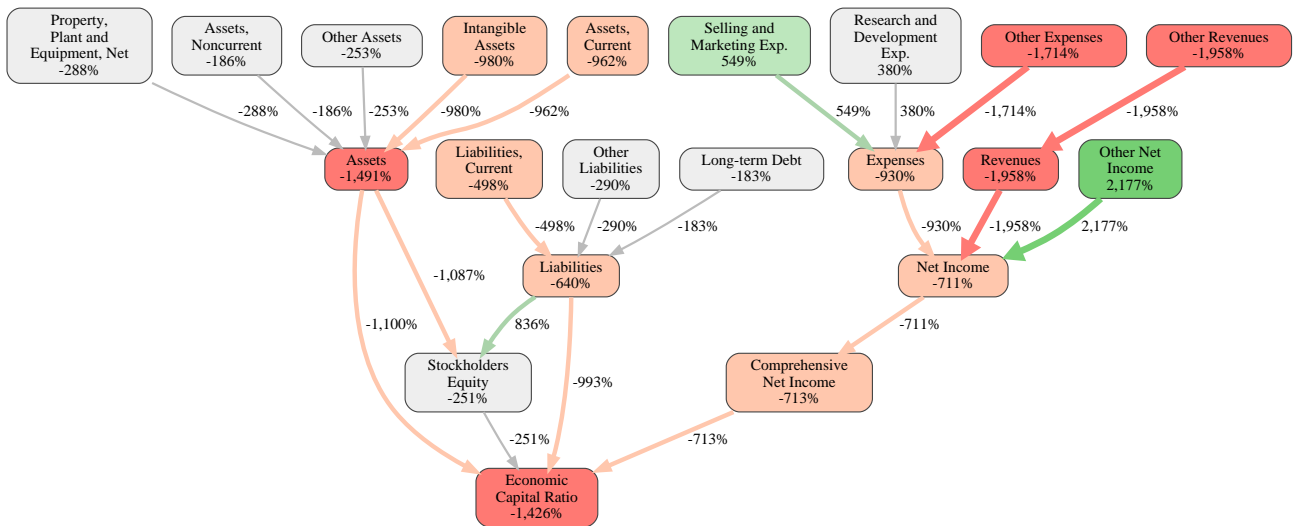 Property,
Plant and
Equipment, Net
-288%
Assets,
Noncurrent
-186%
Other Assets
-253%
Intangible
Assets
-980%
Assets,
Current
-962%
Selling and
Marketing Exp.
549%
Research and
Development
Exp.
380%
Other Expenses
-1,714%
Other Revenues
-1,958%
-288%
-186%
-253%
-980%
-962%
549%
380%
-1,714%
-1,958%
Assets
-1,491%
Liabilities,
Current
-498%
Other
Liabilities
-290%
Long-term Debt
-183%
Expenses
-930%
Revenues
-1,958%
Other Net
Income
2,177%
-498%
-290%
-183%
-930%
-1,958%
2,177%
-1,087%
Liabilities
-640%
Net Income
-711%
-1,100%
836%
-711%
Stockholders
Equity
-251%
-993%
Comprehensive
Net Income
-713%
-251%
-713%
Economic
Capital Ratio
-1,426%